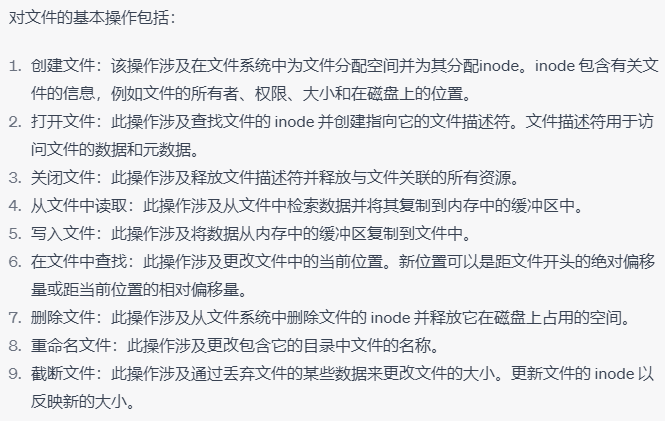 对文件的基本操作包括：
1. 创建文件：该操作涉及在文件系统中为文件分配空间并为其分配inode。inode 包含有关文
件的信息，例如文件的所有者、权限、大小和在磁盘上的位置。
2. 打开文件：此操作涉及查找文件的 inode 并创建指向它的文件描述符。文件描述符用于访
问文件的数据和元数据。
3. 关闭文件：此操作涉及释放文件描述符并释放与文件关联的所有资源。
4. 从文件中读取：此操作涉及从文件中检索数据并将其复制到内存中的缓冲区中。
5. 写入文件：此操作涉及将数据从内存中的缓冲区复制到文件中。
6. 在文件中查找：此操作涉及更改文件中的当前位置。新位置可以是距文件开头的绝对偏移
量或距当前位置的相对偏移量。
7. 删除文件：此操作涉及从文件系统中删除文件的 inode 并释放它在磁盘上占用的空间。
8. 重命名文件：此操作涉及更改包含它的目录中文件的名称。
9. 截断文件：此操作涉及通过丢弃文件的某些数据来更改文件的大小。更新文件的 inode 以
反映新的大小。